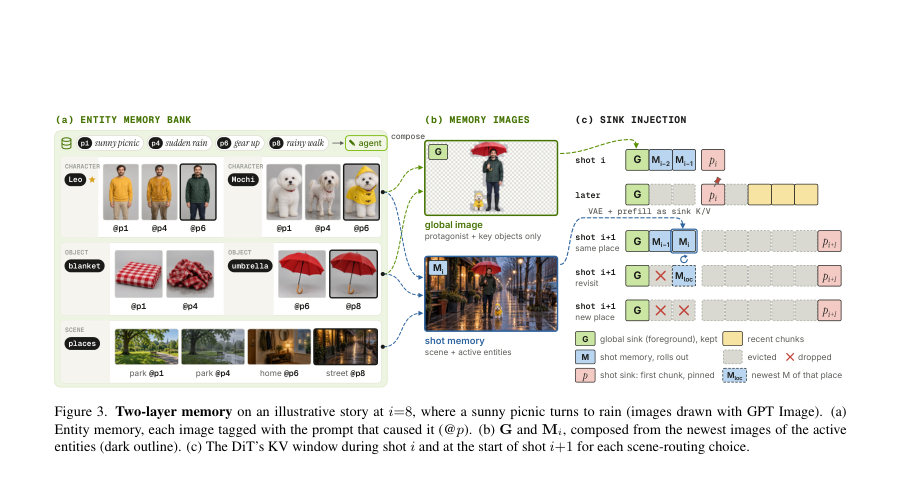 (a) ENTITY MEMORY BANK
p1 sunny picnic p4 sudden rain p6 gear up p8 rainy walk agent
compose
CHARACTER
Leo
@p1 @p4 @p6
CHARACTER
Mochi
@p1 @p4 @p6
OBJECT
blanket
@p1 @p4
OBJECT
umbrella
@p6 @p8
SCENE
places
park @p1 park @p4 home @p6 street @p8
(b) MEMORY IMAGES
G
global image
protagonist + key objects only
Mi
shot memory
scene + active entities
(c) SINK INJECTION
shot i G Mi−2 Mi−1 pi
later G pi
VAE + prefill as sink K/V
shot i+1
same place
G Mi−1 Mi pi+1
shot i+1
revisit
G Mloc pi+1
shot i+1
new place
G pi+1
G global sink (foreground), kept recent chunks
M shot memory, rolls out evicted dropped
p shot sink: first chunk, pinned Mloc newest M of that place
Figure 3. Two-layer memory on an illustrative story at i=8, where a sunny picnic turns to rain (images drawn with GPT Image). (a)
Entity memory, each image tagged with the prompt that caused it (@p). (b) G and Mi, composed from the newest images of the active
entities (dark outline). (c) The DiT's KV window during shot i and at the start of shot i+1 for each scene-routing choice.